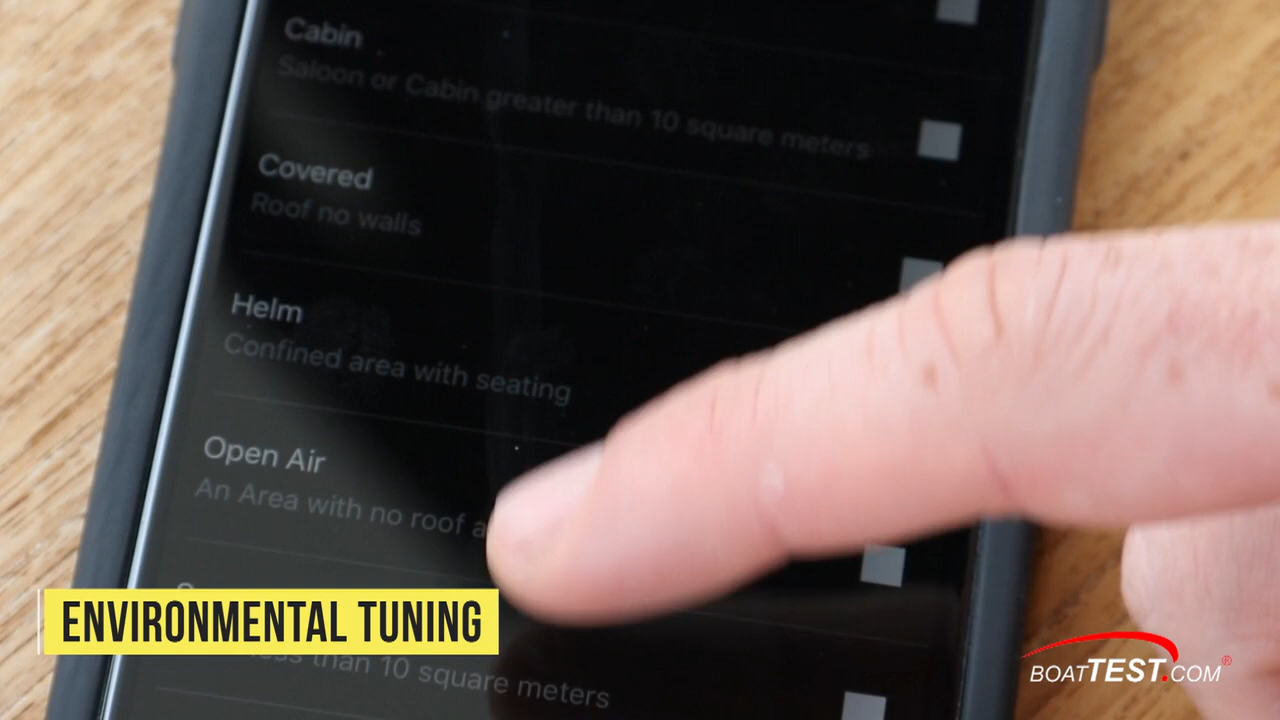 Cabin
Saloon or Cabin greater than 10 square meters
Covered
Roof no walls
Helm
Confined area with seating
Open Air
An Area with no roof a
less than 10 square meters
ENVIRONMENTAL TUNING
BOATTEST.COM®